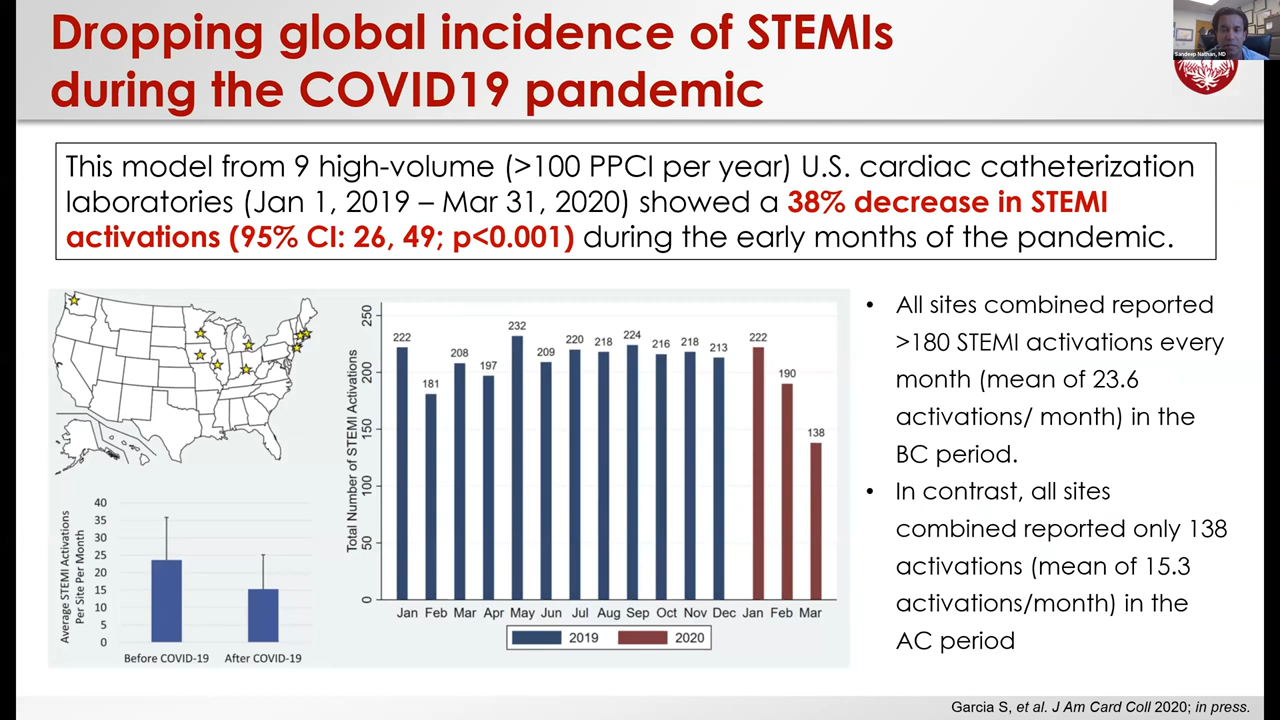 Dropping global incidence of STEMIs
during the COVID19 pandemic
Sandeep Nathan, MD
This model from 9 high-volume (>100 PPCI per year) U.S. cardiac catheterization
laboratories (Jan 1, 2019 – Mar 31, 2020) showed a 38% decrease in STEMI
activations (95% CI: 26, 49; p<0.001) during the early months of the pandemic.
Average STEMI Activations
Per Site Per Month
40
35
30
25
20
15
10
5
0
Before COVID-19 After COVID-19
Total Number of STEMI Activations
250
200
150
100
50
0
222 181 208 197 232 209 220 218 224 216 218 213 222 190 138
Jan Feb Mar Apr May Jun Jul Aug Sep Oct Nov Dec Jan Feb Mar
2019 2020
• All sites combined reported
>180 STEMI activations every
month (mean of 23.6
activations/ month) in the
BC period.
• In contrast, all sites
combined reported only 138
activations (mean of 15.3
activations/month) in the
AC period
Garcia S, et al. J Am Card Coll 2020; in press.